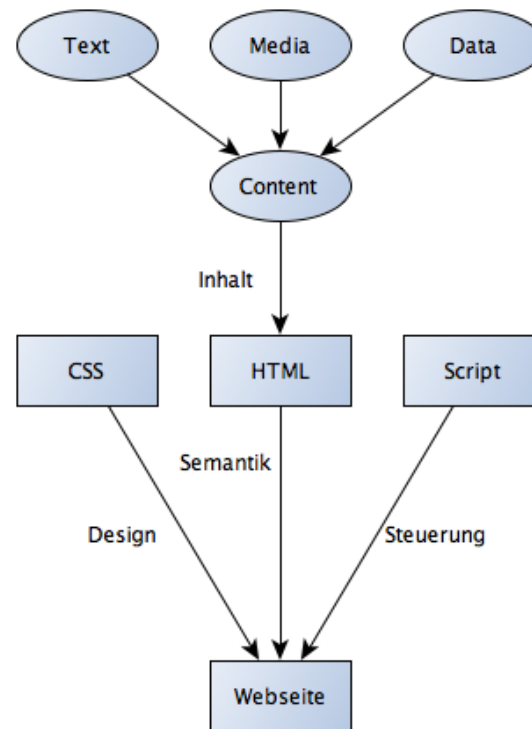 Text
Media
Data
Content
Inhalt
CSS
HTML
Script
Semantik
Design
Steuerung
Webseite